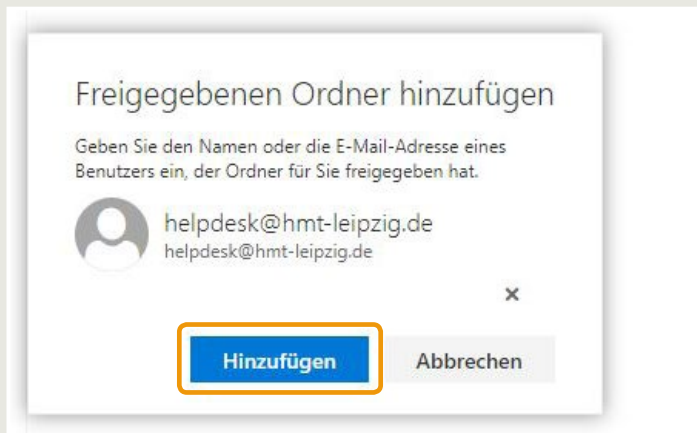 Freigegebenen Ordner hinzufügen
Geben Sie den Namen oder die E-Mail-Adresse eines
Benutzers ein, der Ordner für Sie freigegeben hat.
helpdesk@hmt-leipzig.de
helpdesk@hmt-leipzig.de
×
Hinzufügen Abbrechen